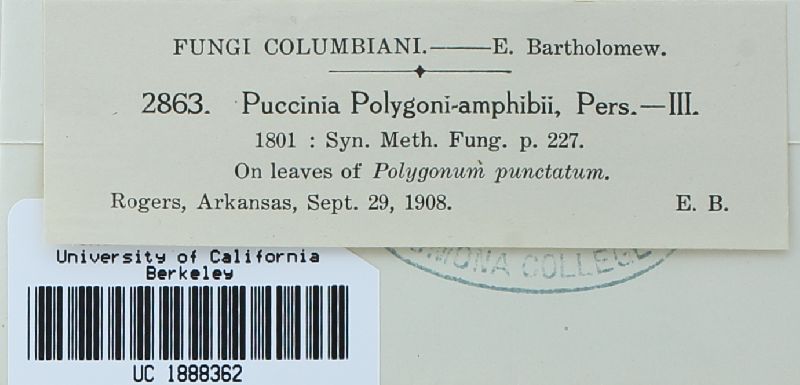 FUNGI COLUMBIANI.——E. Bartholomew.
2863. Puccinia Polygoni-amphibii, Pers.—III.
1801 : Syn. Meth. Fung. p. 227.
On leaves of Polygonum punctatum.
Rogers, Arkansas, Sept. 29, 1908. E. B.
University of California
Berkeley
COLLEGE
UC 1888362